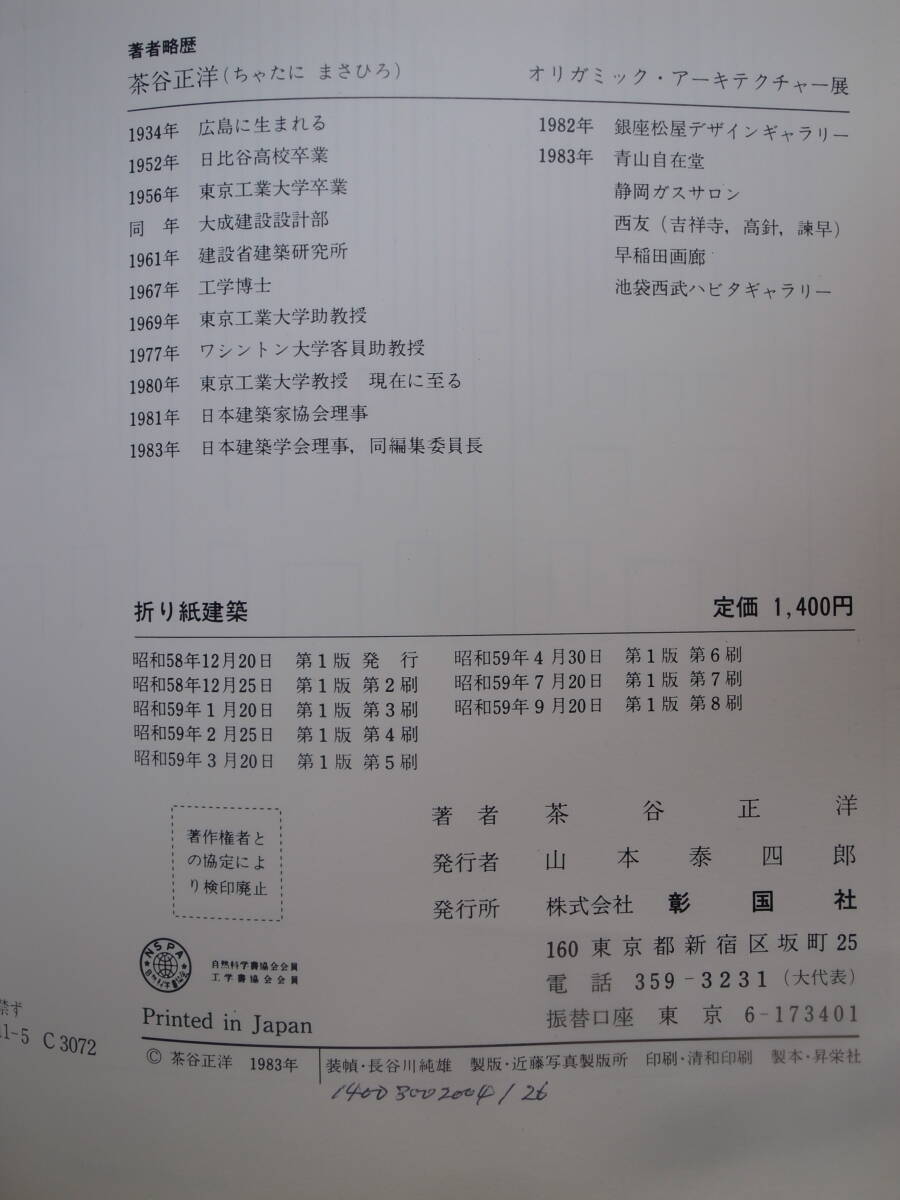 著者略歴
茶谷正洋(ちゃたに まさひろ)
1934年 広島に生まれる
1952年 日比谷高校卒業
1956年 東京工業大学卒業
同 年 大成建設設計部
1961年 建設省建築研究所
1967年 工学博士
1969年 東京工業大学助教授
1977年 ワシントン大学客員助教授
1980年 東京工業大学教授 現在に至る
1981年 日本建築家協会理事
1983年 日本建築学会理事, 同編集委員長
オリガミック・アーキテクチャー展
1982年 銀座松屋デザインギャラリー
1983年 青山自在堂
静岡ガスサロン
西友(吉祥寺, 高針, 諫早)
早稲田画廊
池袋西武ハビタギャラリー
折り紙建築 定価 1,400円
昭和58年12月20日 第1版 発 行
昭和58年12月25日 第1版 第2刷
昭和59年1月20日 第1版 第3刷
昭和59年2月25日 第1版 第4刷
昭和59年3月20日 第1版 第5刷
昭和59年4月30日 第1版 第6刷
昭和59年7月20日 第1版 第7刷
昭和59年9月20日 第1版 第8刷
著作権者と
の協定によ
り検印廃止
著 者 茶 谷 正 洋
発行者 山 本 泰 四 郎
発行所 株式会社 彰 国 社
160 東京都新宿区坂町25
電 話 359-3231(大代表)
振替口座 東 京 6-173401
NSPA
自然科学書協会会員
工学書協会会員
Printed in Japan
禁ず
11-5 C 3072
© 茶谷正洋 1983年
装幀・長谷川純雄 製版・近藤写真製版所 印刷・清和印刷 製本・昇栄社
1400 300 2004/26